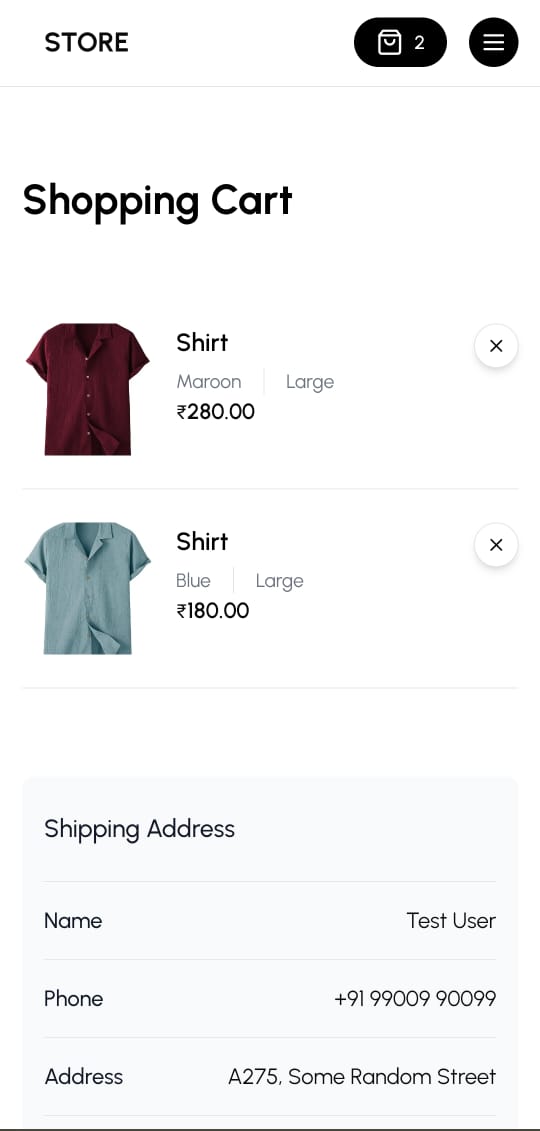 STORE
2
Shopping Cart
Shirt
Maroon Large
₹280.00
Shirt
Blue Large
₹180.00
Shipping Address
Name Test User
Phone +91 99009 90099
Address A275, Some Random Street